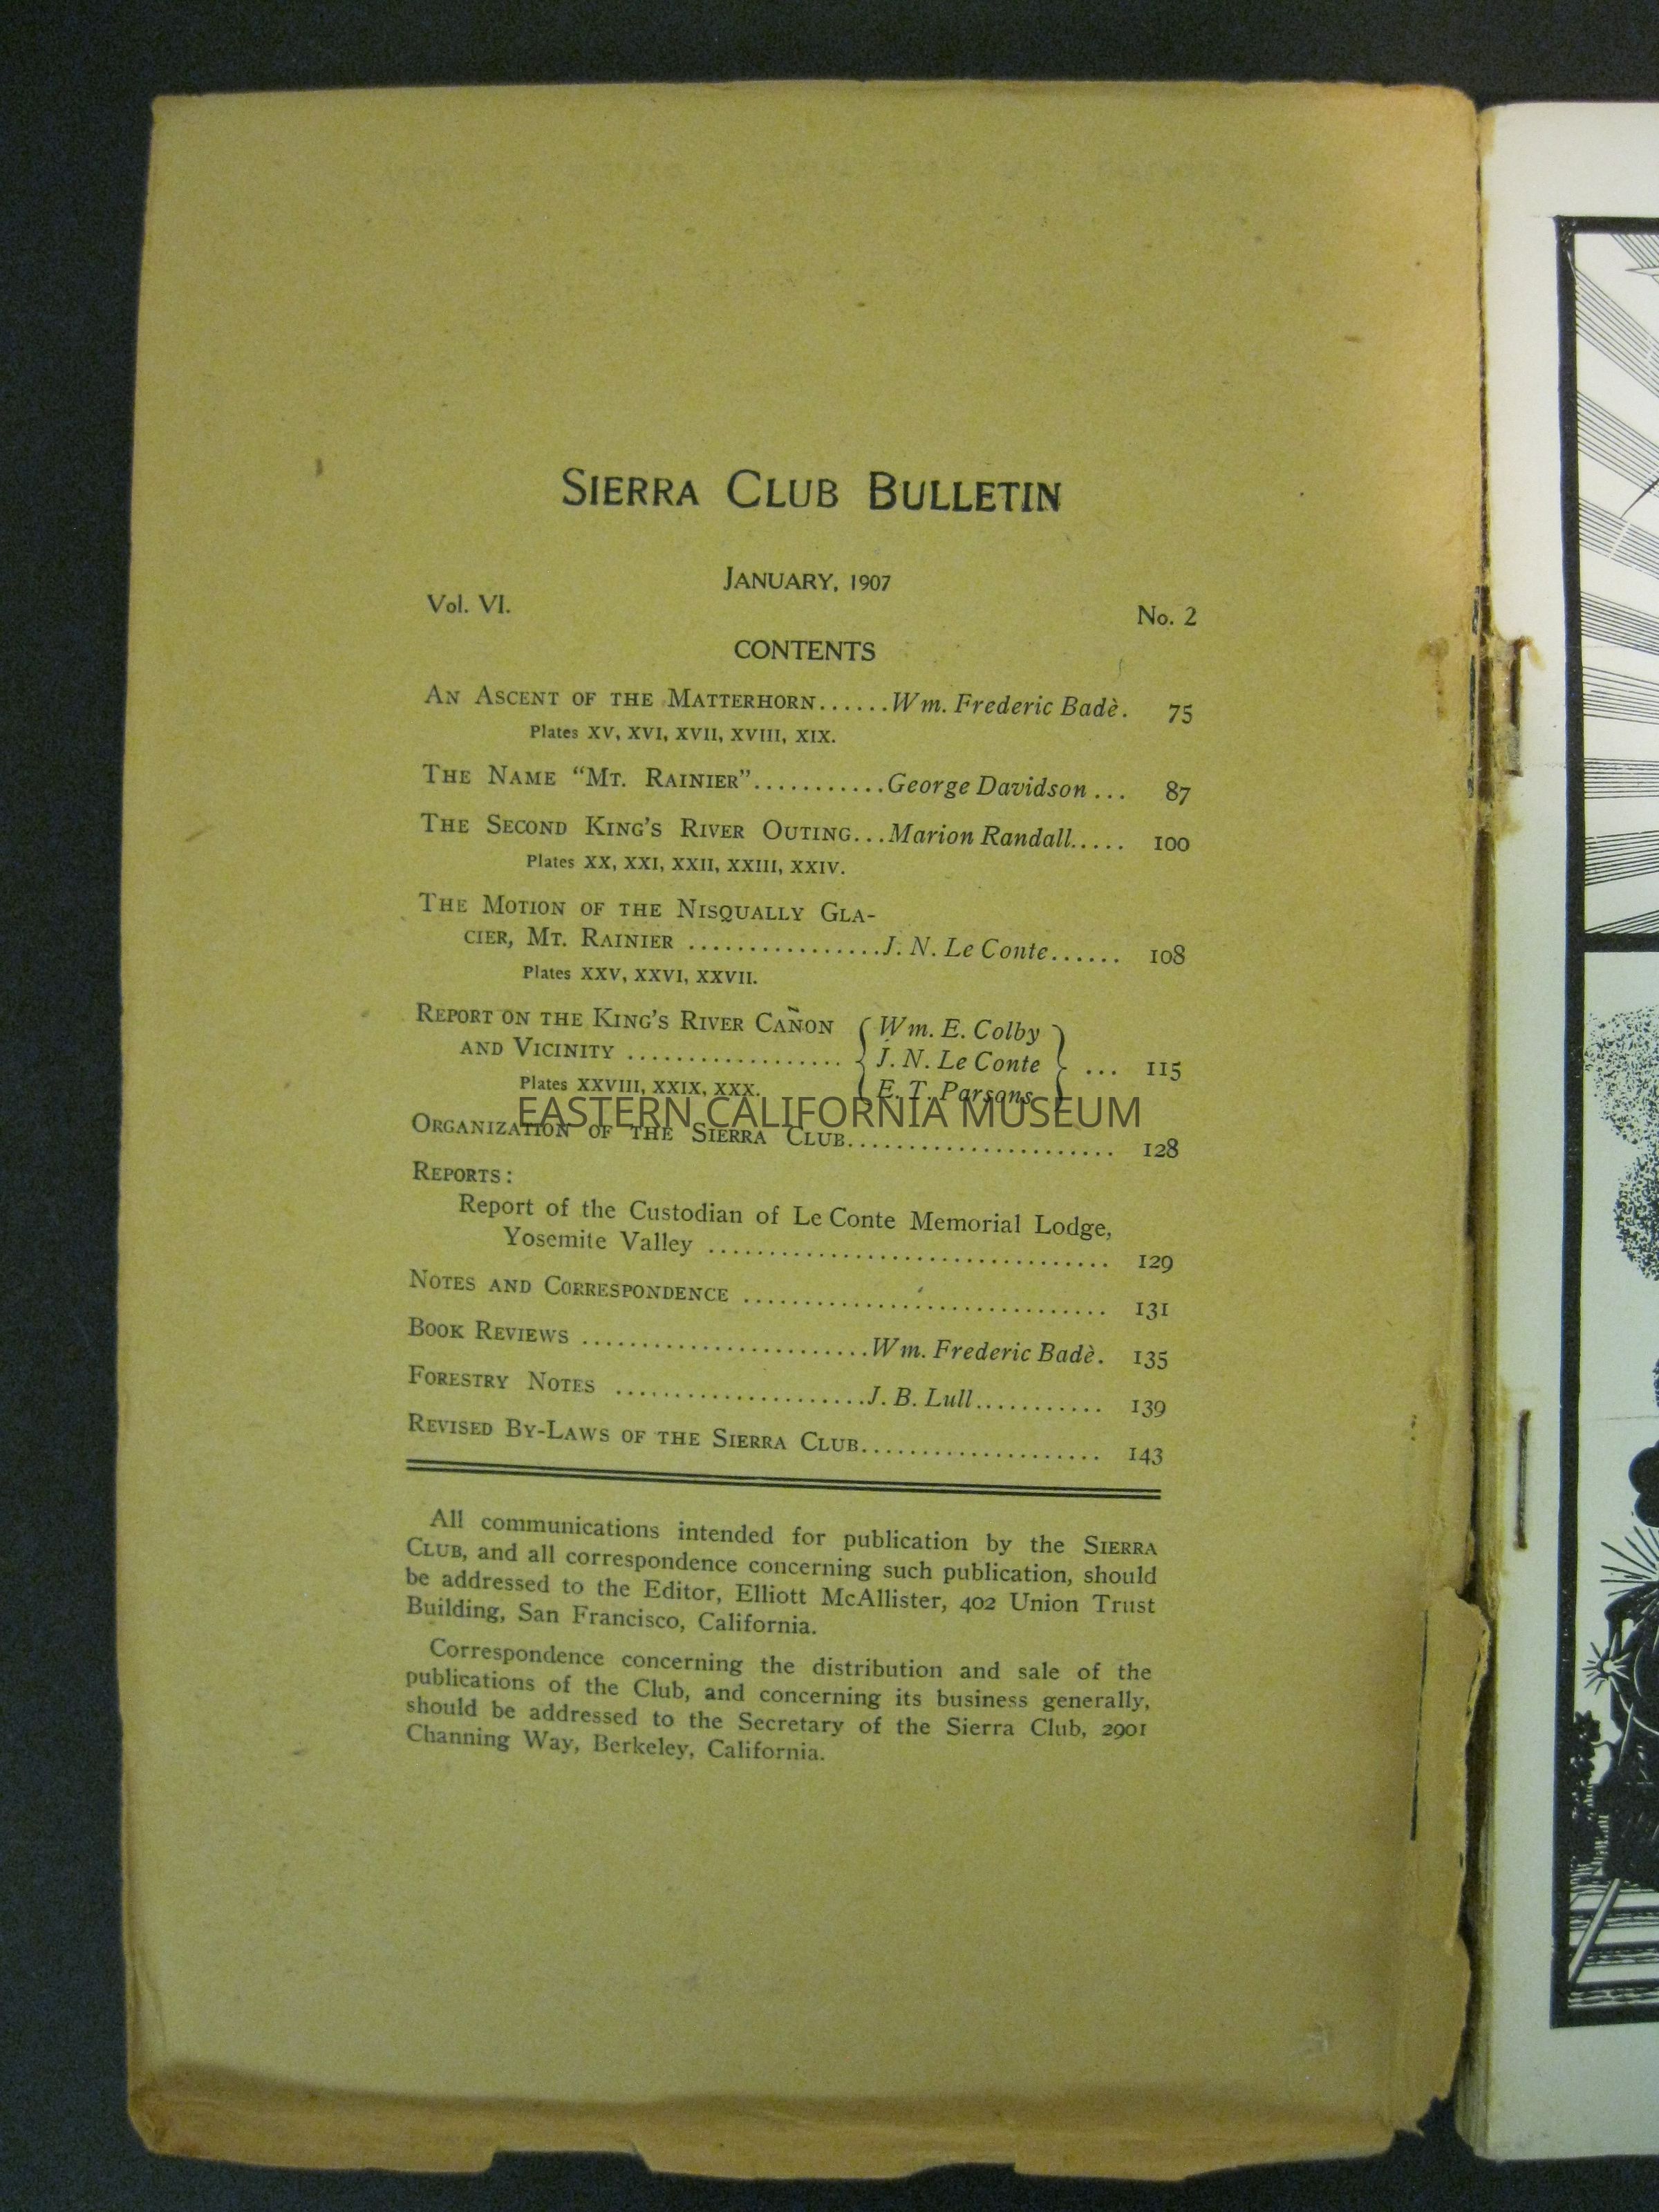 SIERRA CLUB BULLETIN
JANUARY, 1907
Vol. VI. No. 2
CONTENTS
AN ASCENT OF THE MATTERHORN......Wm. Frederic Badè. 75
Plates XV, XVI, XVII, XVIII, XIX.
THE NAME “MT. RAINIER”...........George Davidson... 87
THE SECOND KING'S RIVER OUTING...Marion Randall..... 100
Plates XX, XXI, XXII, XXIII, XXIV.
THE MOTION OF THE NISQUALLY GLA-
CIER, MT. RAINIER ................J. N. Le Conte...... 108
Plates XXV, XXVI, XXVII.
REPORT ON THE KING'S RIVER CAÑON { Wm. E. Colby }
AND VICINITY .................. { J. N. Le Conte } ... 115
Plates XXVIII, XXIX, XXX. { E. T. Parsons }
EASTERN CALIFORNIA MUSEUM
ORGANIZATION OF THE SIERRA CLUB...................... 128
REPORTS:
Report of the Custodian of Le Conte Memorial Lodge,
Yosemite Valley ................................. 129
NOTES AND CORRESPONDENCE .............................. 131
BOOK REVIEWS ........................Wm. Frederic Badè. 135
FORESTRY NOTES .....................J. B. Lull........... 139
REVISED BY-LAWS OF THE SIERRA CLUB.................... 143
All communications intended for publication by the SIERRA
CLUB, and all correspondence concerning such publication, should
be addressed to the Editor, Elliott McAllister, 402 Union Trust
Building, San Francisco, California.
Correspondence concerning the distribution and sale of the
publications of the Club, and concerning its business generally,
should be addressed to the Secretary of the Sierra Club, 2901
Channing Way, Berkeley, California.